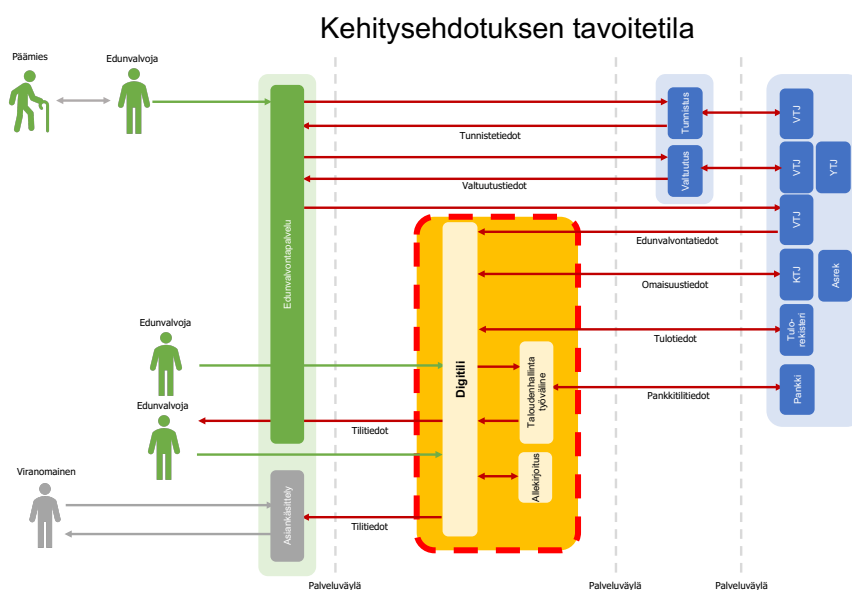 Kehitysehdotuksen tavoitetila
Päämies
Edunvalvoja
Edunvalvontapalvelu
Tunnistus
VTJ
Tunnistetiedot
Valtuutus
VTJ
YTJ
Valtuutustiedot
VTJ
Edunvalvontatiedot
KTJ
Asrek
Omaisuustiedot
Edunvalvoja
Tulo-
rekisteri
Tulotiedot
Digitili
Taloudenhallinta
työväline
Pankki
Pankkitilitiedot
Edunvalvoja
Tilitiedot
Allekirjoitus
Viranomainen
Asiankäsittely
Tilitiedot
Palveluväylä
Palveluväylä
Palveluväylä